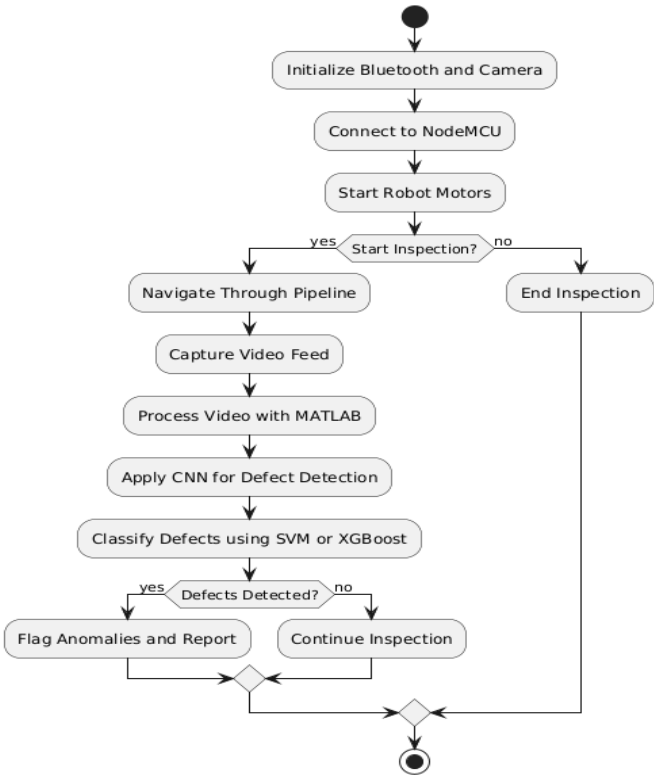 Initialize Bluetooth and Camera
Connect to NodeMCU
Start Robot Motors
yes
Start Inspection?
no
Navigate Through Pipeline
End Inspection
Capture Video Feed
Process Video with MATLAB
Apply CNN for Defect Detection
Classify Defects using SVM or XGBoost
yes
Defects Detected?
no
Flag Anomalies and Report
Continue Inspection